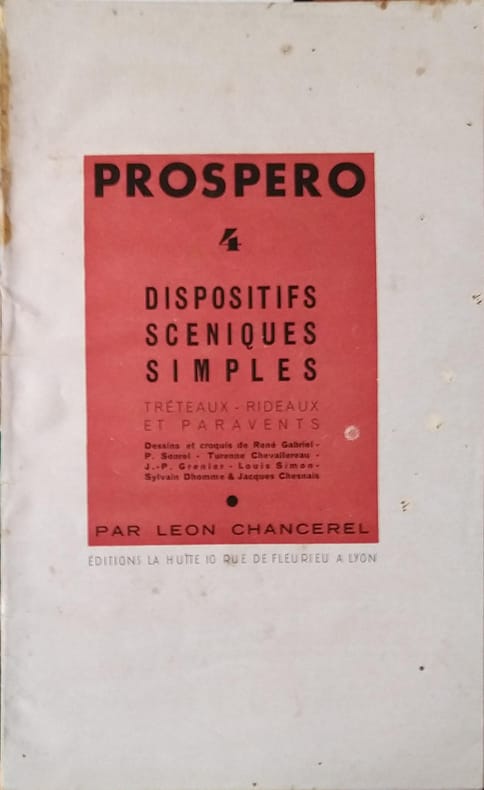 PROSPERO
4
DISPOSITIFS
SCENIQUES
SIMPLES
TRÉTEAUX - RIDEAUX
ET PARAVENTS
Dessins et croquis de René Gabriel -
P. Sonrel - Turenne Chevallereau -
J.-P. Grenier - Louis Simon -
Sylvain Dhomme & Jacques Chesnais
PAR LEON CHANCEREL
ÉDITIONS LA HUTTE 10 RUE DE FLEURIEU A LYON